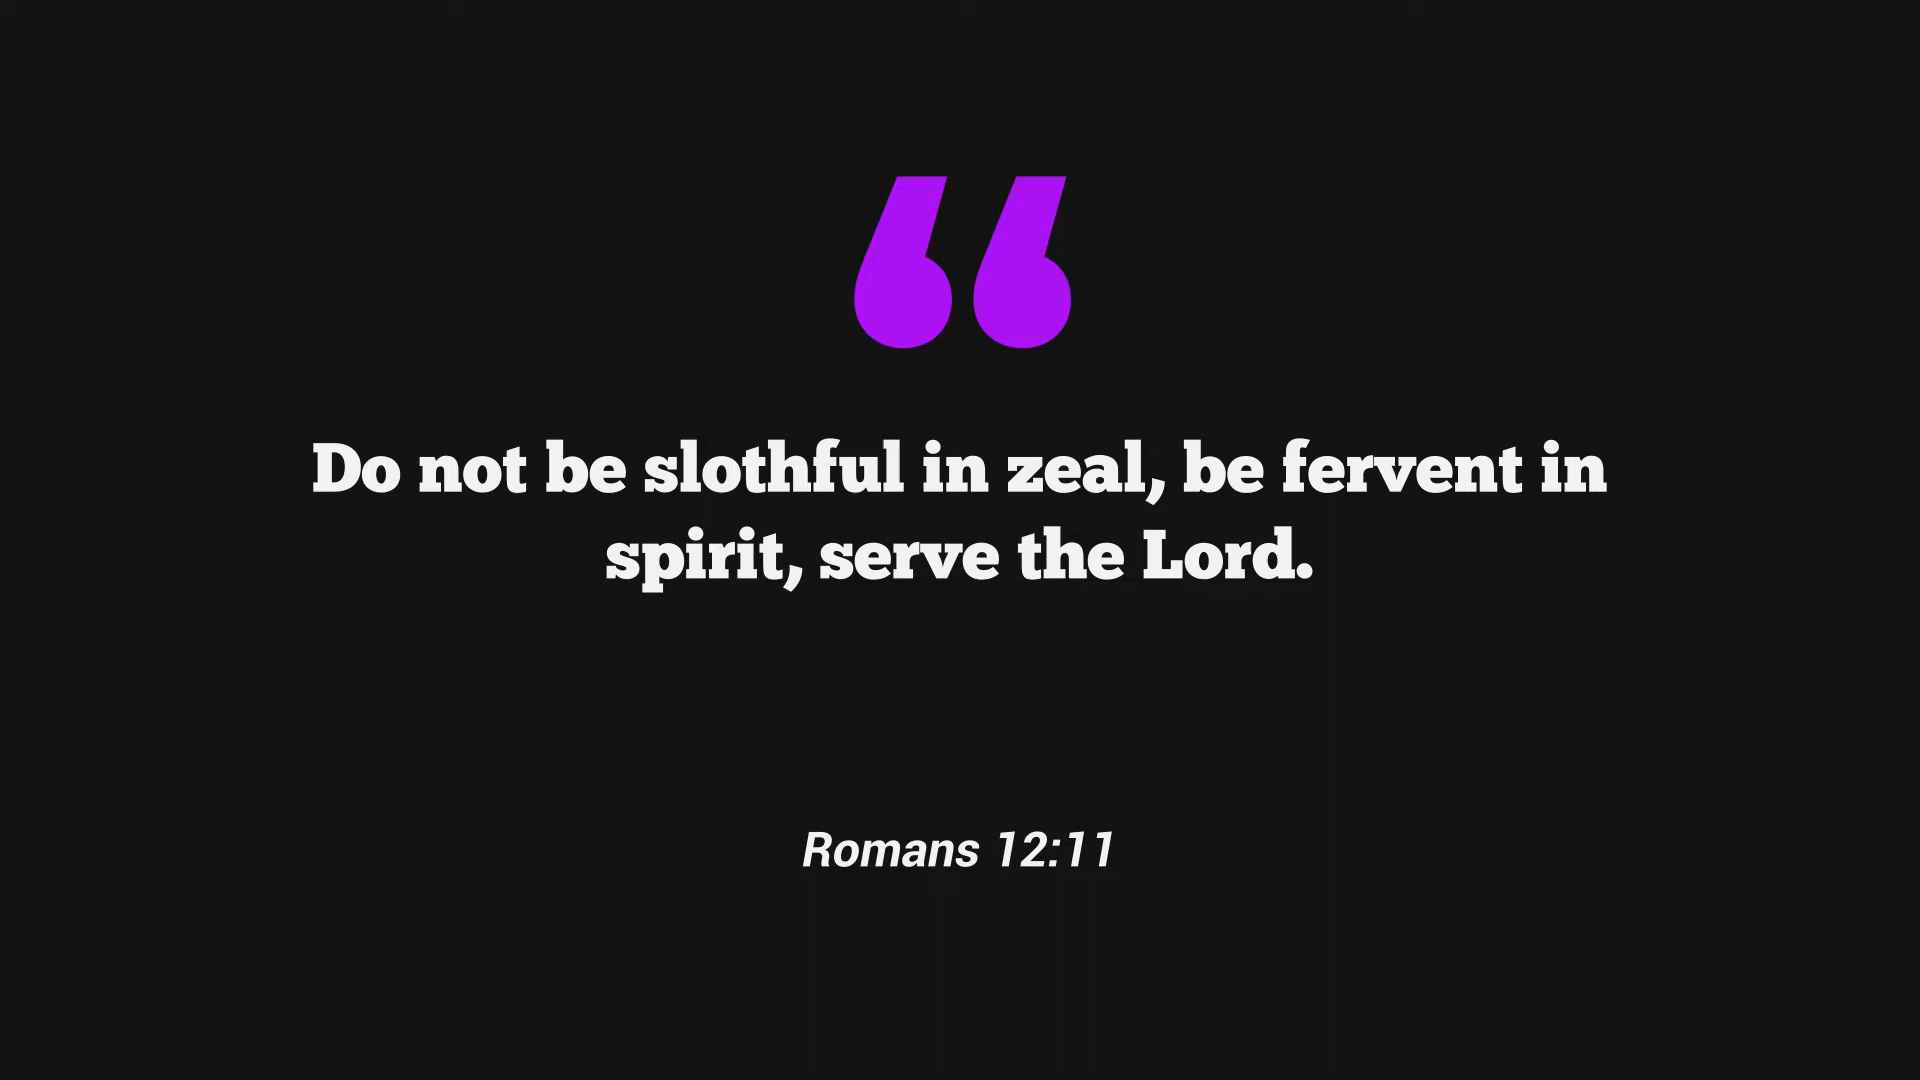 Do not be slothful in zeal, be fervent in
spirit, serve the Lord.
Romans 12:11